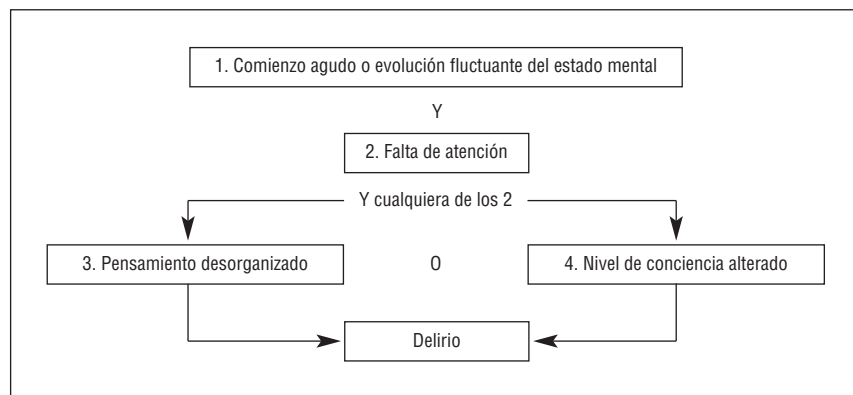 1. Comienzo agudo o evolución fluctuante del estado mental
Y
2. Falta de atención
Y cualquiera de los 2
3. Pensamiento desorganizado
O
4. Nivel de conciencia alterado
Delirio